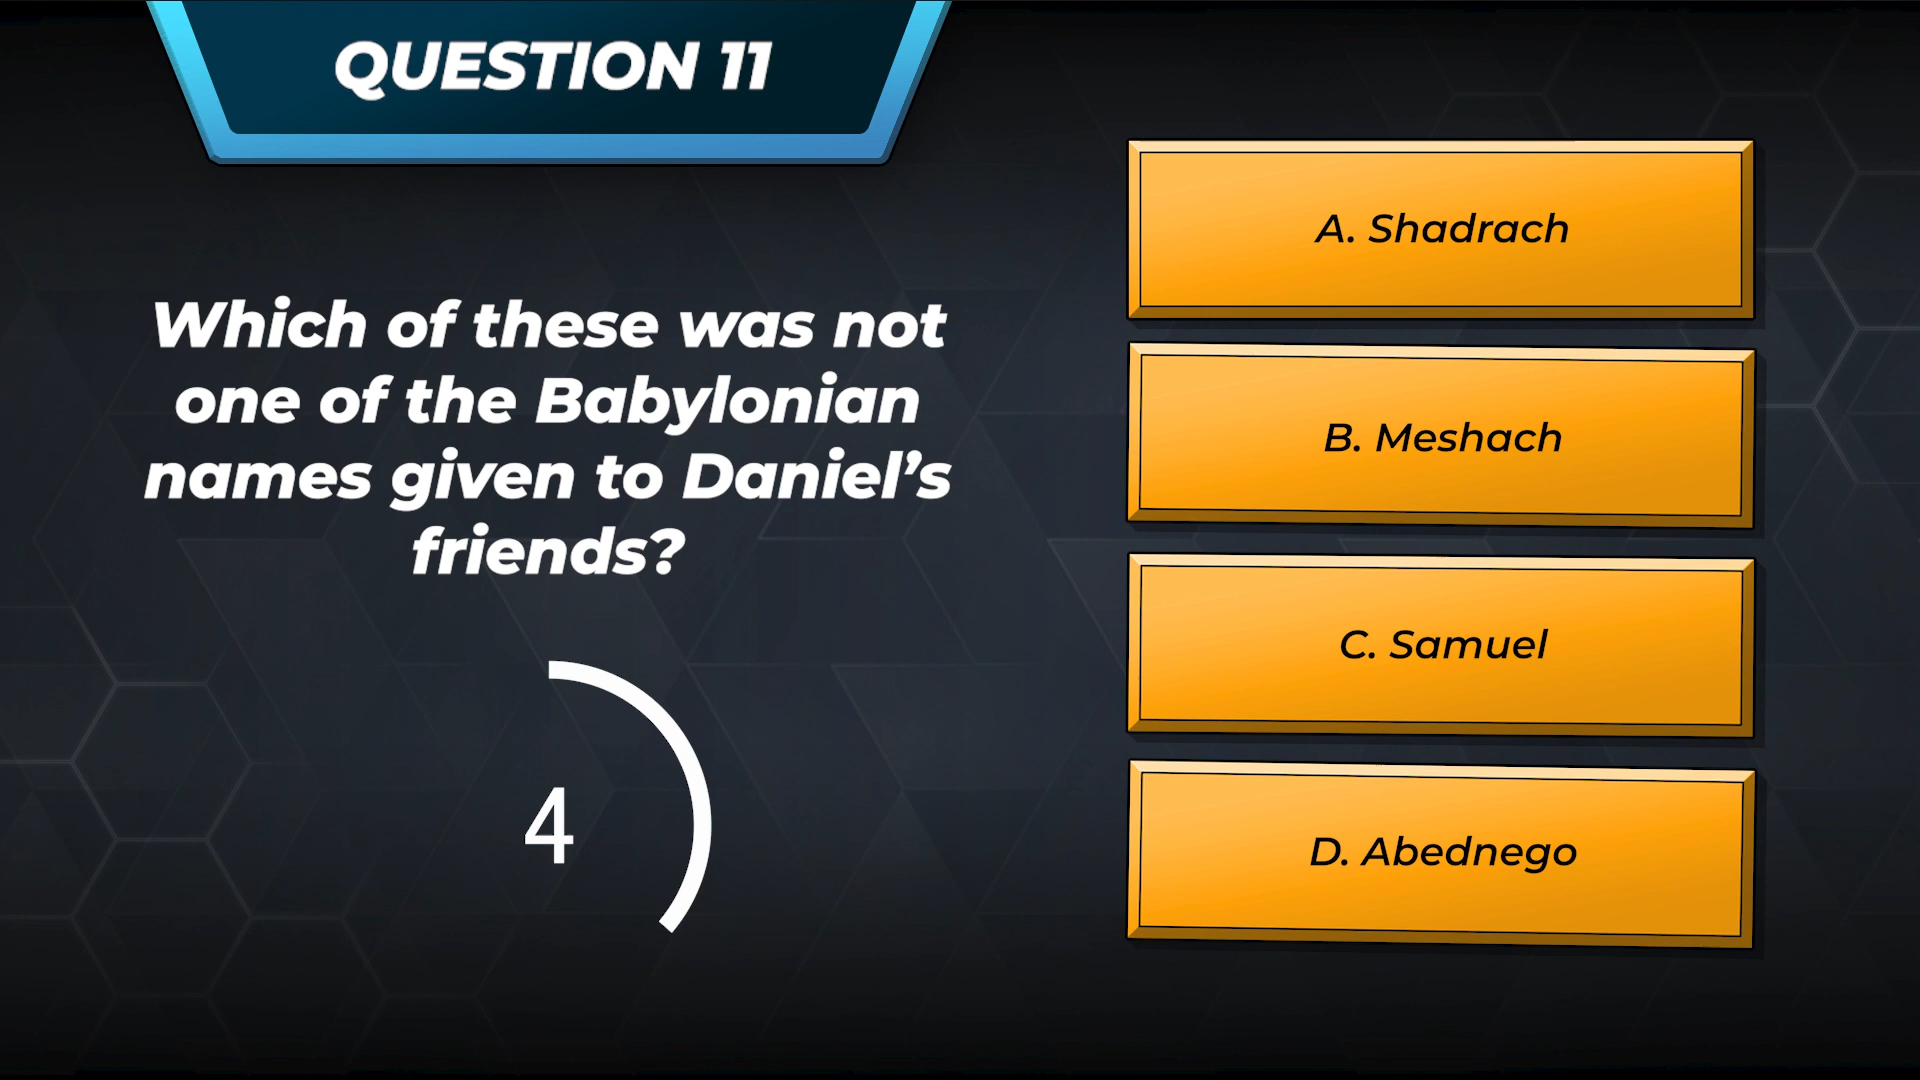 QUESTION 11
Which of these was not
one of the Babylonian
names given to Daniel’s
friends?
4
A. Shadrach
B. Meshach
C. Samuel
D. Abednego